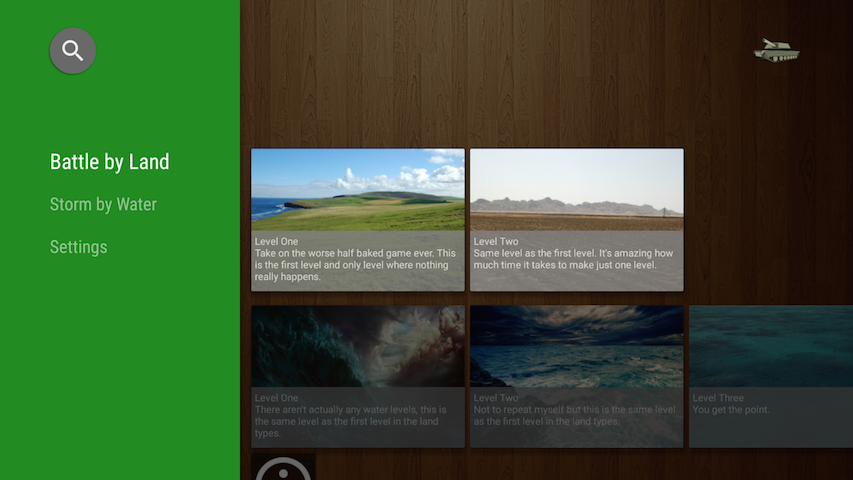 Battle by Land
Storm by Water
Settings
Level One
Take on the worse half baked game ever. This
is the first level and only level where nothing
really happens.
Level Two
Same level as the first level. It's amazing how
much time it takes to make just one level.
Level One
There aren't actually any water levels, this is
the same level as the first level in the land
types.
Level Two
Not to repeat myself but this is the same level
as the first level in the land types.
Level Three
You get the point.